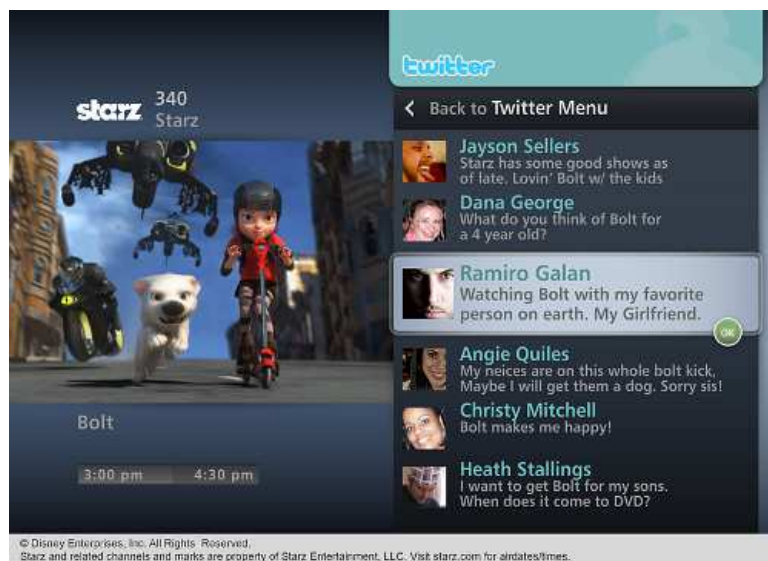 twitter
starz
340
Starz
Back to Twitter Menu
Jayson Sellers
Starz has some good shows as
of late. Lovin' Bolt w/ the kids
Dana George
What do you think of Bolt for
a 4 year old?
Ramiro Galan
Watching Bolt with my favorite
person on earth. My Girlfriend.
OK
Angie Quiles
My neices are on this whole bolt kick,
Maybe I will get them a dog. Sorry sis!
Christy Mitchell
Bolt makes me happy!
Heath Stallings
I want to get Bolt for my sons.
When does it come to DVD?
Bolt
3:00 pm 4:30 pm
© Disney Enterprises, Inc. All Rights Reserved.
Starz and related channels and marks are property of Starz Entertainment, LLC. Visit starz.com for airdates/times.